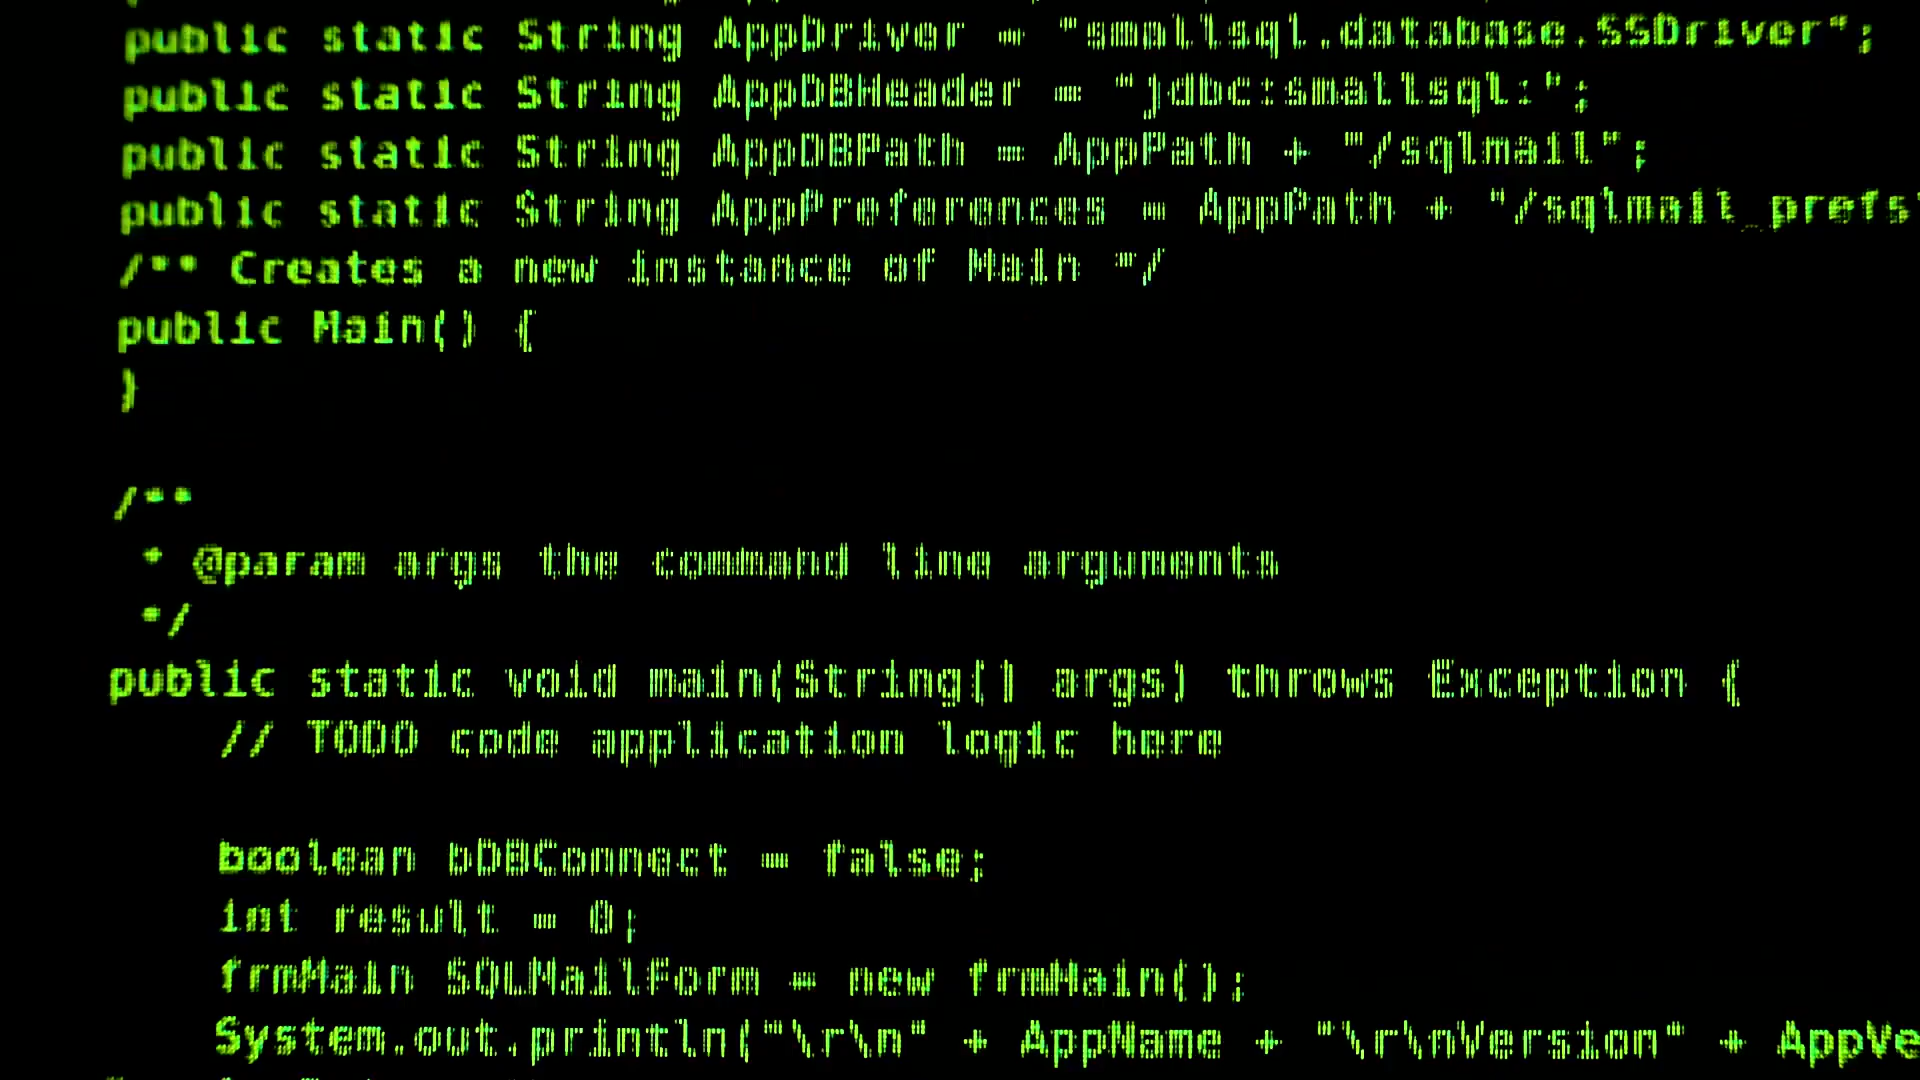 public static String AppDriver = "smallsql.database.SSDriver";
public static String AppDBHeader = "jdbc:smallsql:";
public static String AppDBPath = AppPath + "/sqlmail";
public static String AppPreferences = AppPath + "/sqlmail_prefs"
/** Creates a new instance of Main */
public Main() {
}
/**
* @param args the command line arguments
*/
public static void main(String[] args) throws Exception {
// TODO code application logic here
boolean bDBConnect = false;
int result = 0;
frmMain SQLMailForm = new frmMain();
System.out.println("\r\n" + AppName + "\r\nVersion" + AppVe